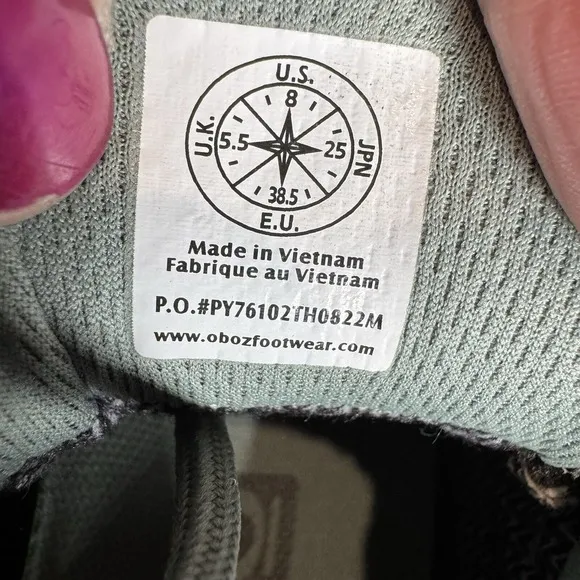 U.S.
8
U.K.
5.5
25
JPN
38.5
E.U.
Made in Vietnam
Fabrique au Vietnam
P.O.#PY76102TH0822M
www.obozfootwear.com